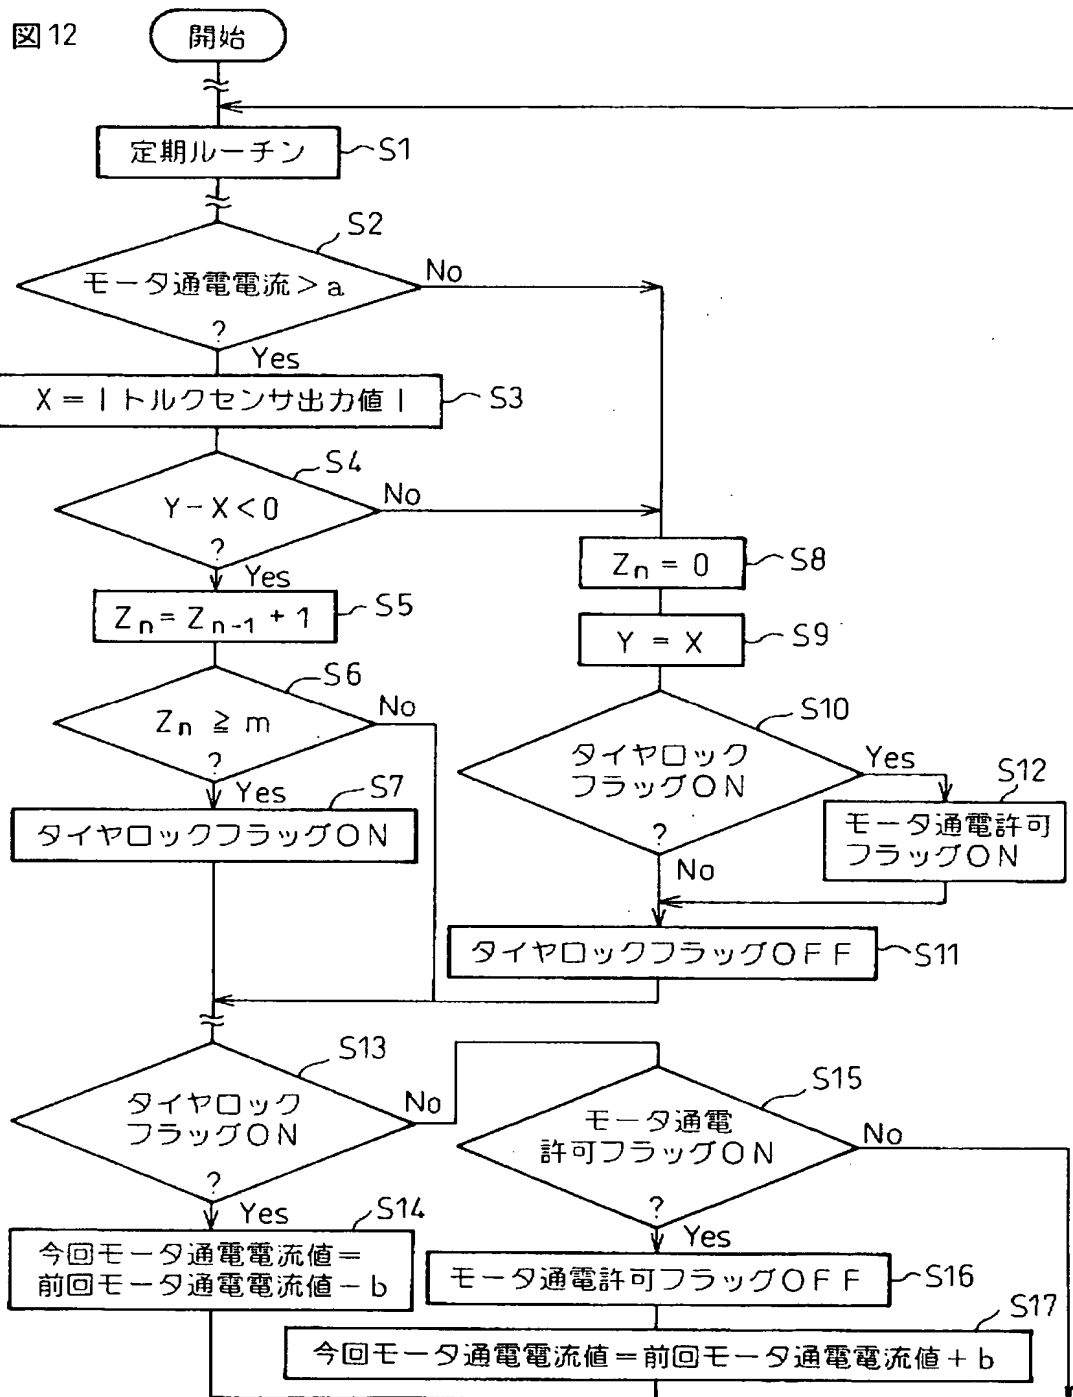 図12
開始
定期ルーチン
S1
S2
モータ通電電流>a
?
No
Yes
X=|トルクセンサ出力値|
S3
S4
Y-X<0
?
No
Yes
Zn=Zn-1+1
S5
S6
Zn≧m
?
No
Yes
S7
タイヤロックフラッグON
Zn=0
S8
Y=X
S9
S10
タイヤロック
フラッグON
?
Yes
No
S12
モータ通電許可
フラッグON
タイヤロックフラッグOFF
S11
S13
タイヤロック
フラッグON
?
No
Yes
S14
今回モータ通電電流値=
前回モータ通電電流値-b
S15
モータ通電
許可フラッグON
?
No
Yes
モータ通電許可フラッグOFF
S16
S17
今回モータ通電電流値=前回モータ通電電流値+b